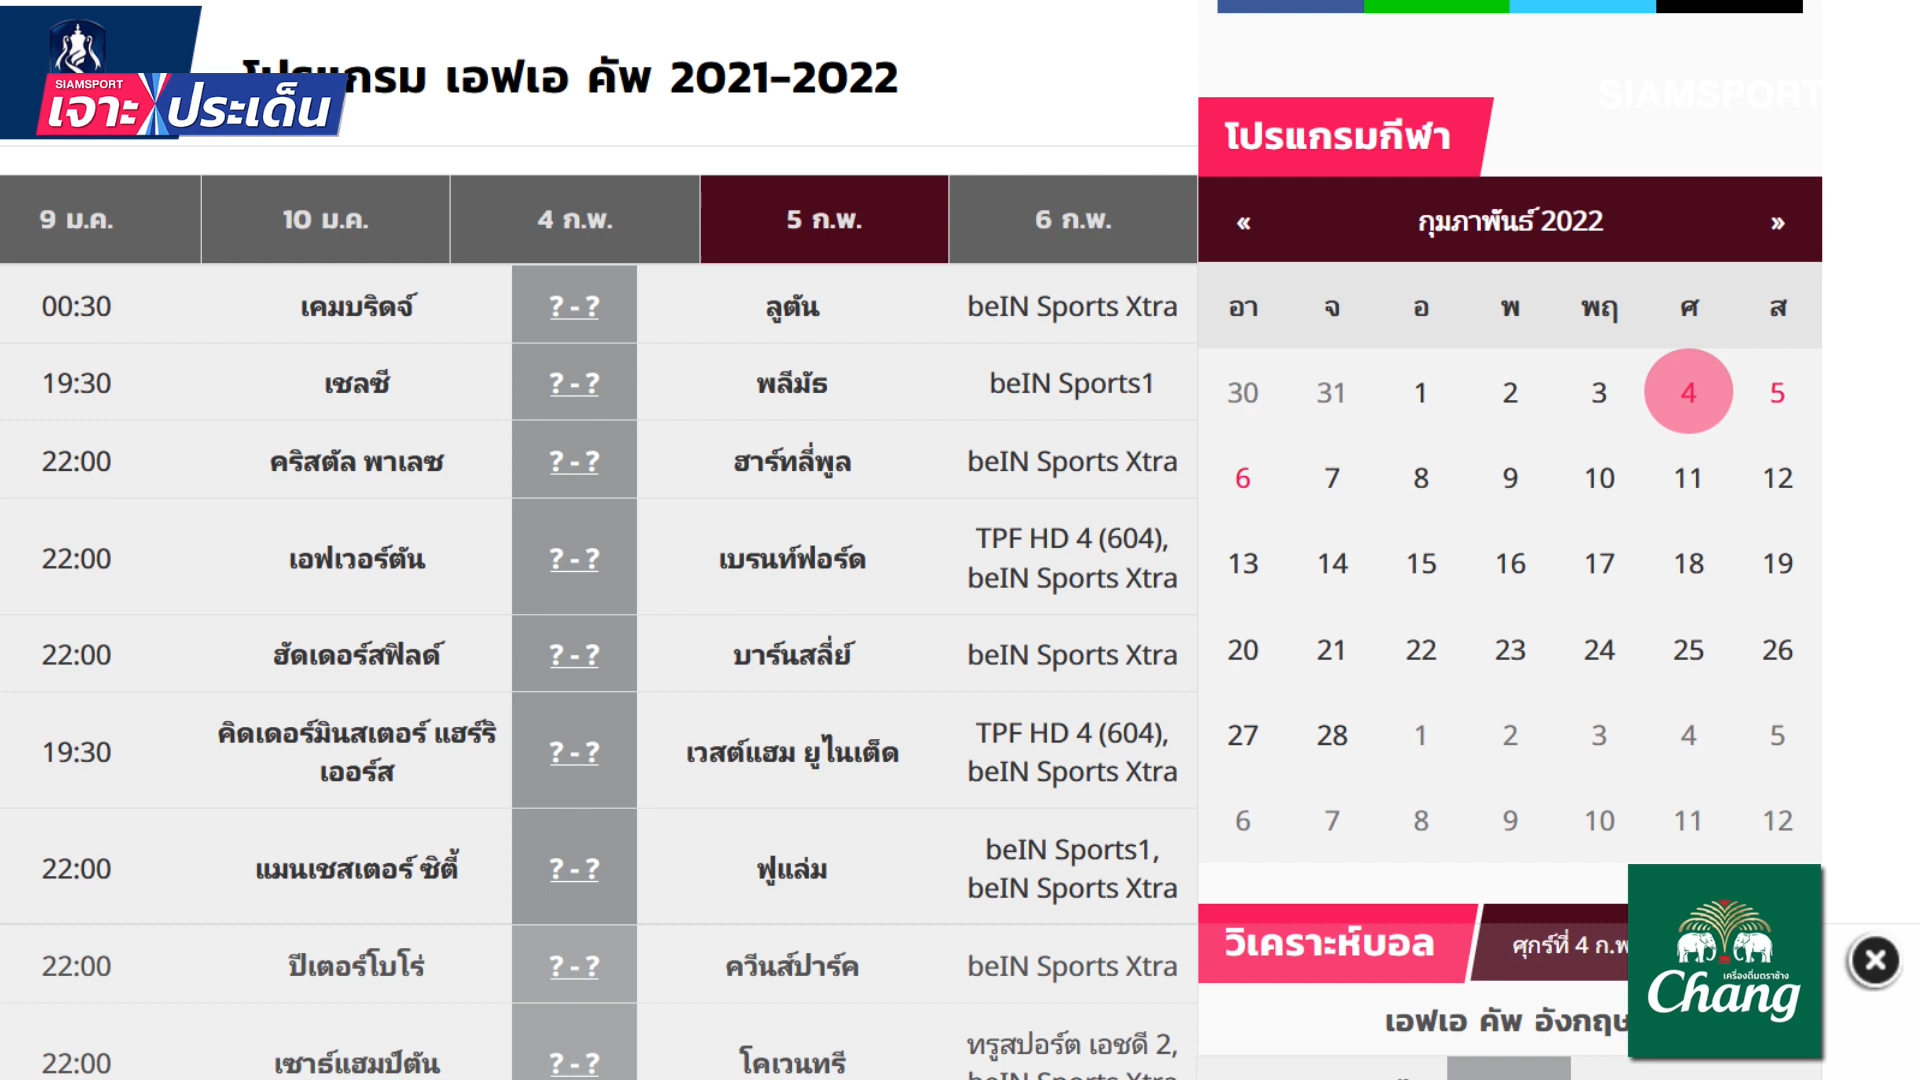 โปรแกรม เอฟเอ คัพ 2021-2022
SIAMSPORT
เจาะประเด็น
9 ม.ค. 10 ม.ค. 4 ก.พ. 5 ก.พ. 6 ก.พ.
00:30 เคมบริดจ์ ? - ? ลูตัน beIN Sports Xtra
19:30 เชลซี ? - ? พลีมัธ beIN Sports1
22:00 คริสตัล พาเลซ ? - ? ฮาร์ทลี่พูล beIN Sports Xtra
22:00 เอฟเวอร์ตัน ? - ? เบรนท์ฟอร์ด TPF HD 4 (604),
beIN Sports Xtra
22:00 ฮัดเดอร์สฟิลด์ ? - ? บาร์นสลี่ย์ beIN Sports Xtra
19:30 คิดเดอร์มินสเตอร์ แฮร์ริ
เออร์ส ? - ? เวสต์แฮม ยูไนเต็ด TPF HD 4 (604),
beIN Sports Xtra
22:00 แมนเชสเตอร์ ซิตี้ ? - ? ฟูแล่ม beIN Sports1,
beIN Sports Xtra
22:00 ปีเตอร์โบโร่ ? - ? ควีนส์ปาร์ค beIN Sports Xtra
22:00 เซาธ์แฮมป์ตัน ? - ? โคเวนทรี ทรูสปอร์ต เอชดี 2,
beIN Sports Xtra
SIAMSPORT
โปรแกรมกีฬา
« กุมภาพันธ์ 2022 »
อา จ อ พ พฤ ศ ส
30 31 1 2 3 4 5
6 7 8 9 10 11 12
13 14 15 16 17 18 19
20 21 22 23 24 25 26
27 28 1 2 3 4 5
6 7 8 9 10 11 12
วิเคราะห์บอล ศุกร์ที่ 4 ก.พ
เอฟเอ คัพ อังกฤษ
เครื่องดื่มตราช้าง
Chang